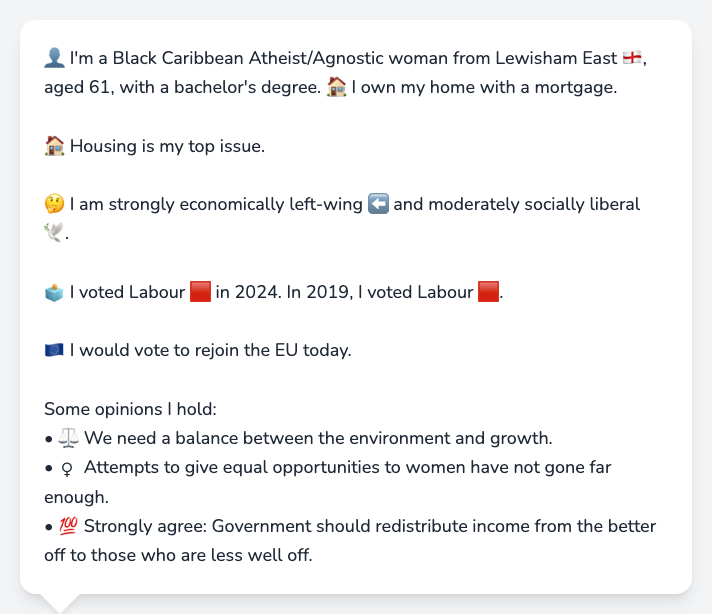 👤 I'm a Black Caribbean Atheist/Agnostic woman from Lewisham East 🏴󠁧󠁢󠁥󠁮󠁧󠁿,
aged 61, with a bachelor's degree. 🏠 I own my home with a mortgage.
🏠 Housing is my top issue.
🤔 I am strongly economically left-wing ⬅️ and moderately socially liberal
🕊️.
🗳️ I voted Labour 🟥 in 2024. In 2019, I voted Labour 🟥.
🇪🇺 I would vote to rejoin the EU today.
Some opinions I hold:
• ⚖️ We need a balance between the environment and growth.
• ♀ Attempts to give equal opportunities to women have not gone far
enough.
• 💯 Strongly agree: Government should redistribute income from the better
off to those who are less well off.